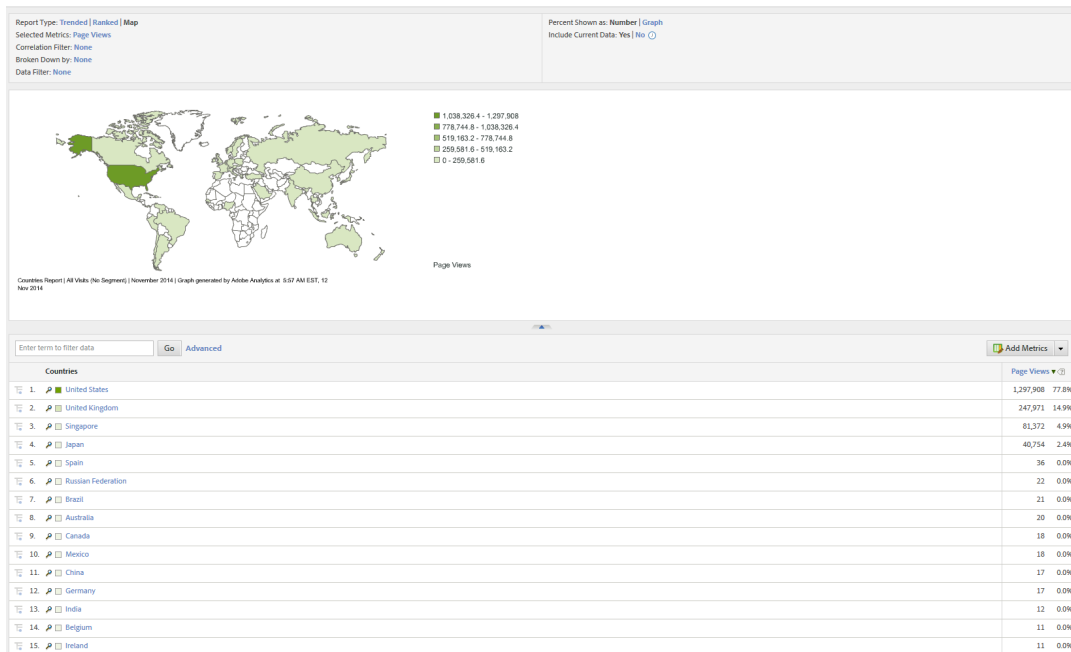 Report Type: Trended | Ranked | Map
Selected Metrics: Page Views
Correlation Filter: None
Broken Down by: None
Data Filter: None
Percent Shown as: Number | Graph
Include Current Data: Yes | No
1,038,326.4 - 1,297,908
778,744.8 - 1,038,326.4
519,163.2 - 778,744.8
259,581.6 - 519,163.2
0 - 259,581.6
Page Views
Countries Report | All Visits (No Segment) | November 2014 | Graph generated by Adobe Analytics at 5:57 AM EST, 12
Nov 2014
Enter term to filter data Go Advanced Add Metrics
Countries Page Views
1. United States 1,297,908 77.8%
2. United Kingdom 247,971 14.9%
3. Singapore 81,372 4.9%
4. Japan 40,754 2.4%
5. Spain 36 0.0%
6. Russian Federation 22 0.0%
7. Brazil 21 0.0%
8. Australia 20 0.0%
9. Canada 18 0.0%
10. Mexico 18 0.0%
11. China 17 0.0%
12. Germany 17 0.0%
13. India 12 0.0%
14. Belgium 11 0.0%
15. Ireland 11 0.0%